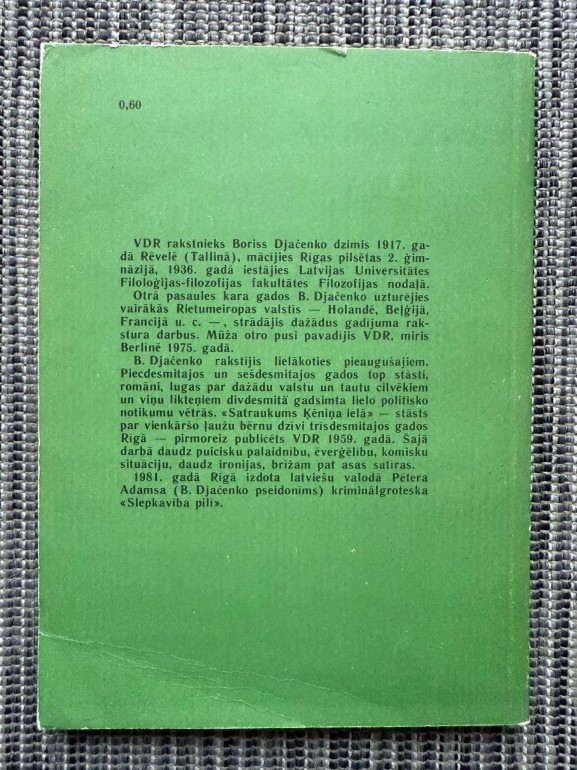 0,60
VDR rakstnieks Boriss Djačenko dzimis 1917. ga-
dā Rēvelē (Tallinā), mācījies Rīgas pilsētas 2. ģim-
nāzijā, 1936. gadā iestājies Latvijas Universitātes
Filoloģijas-filozofijas fakultātes Filozofijas nodaļā.
Otrā pasaules kara gados B. Djačenko uzturējies
vairākās Rietumeiropas valstīs — Holandē, Beļģijā,
Francijā u. c. —, strādājis dažādus gadījuma rak-
stura darbus. Mūža otro pusi pavadījis VDR, miris
Berlīnē 1975. gadā.
B. Djačenko rakstījis lielākoties pieaugušajiem.
Piecdesmitajos un sešdesmitajos gados top stāsti,
romāni, lugas par dažādu valstu un tautu cilvēkiem
un viņu likteņiem divdesmitā gadsimta lielo politisko
notikumu vētrās. «Satraukums Ķēniņa ielā» — stāsts
par vienkāršo ļaužu bērnu dzīvi trīsdesmitajos gados
Rīgā — pirmoreiz publicēts VDR 1959. gadā. Šajā
darbā daudz puicisku palaidnību, ēverģēlību, komisku
situāciju, daudz ironijas, brīžam pat asas satīras.
1981. gadā Rīgā izdota latviešu valodā Pētera
Adamsa (B. Djačenko pseidonīms) kriminālgroteska
«Slepkavība pilī».